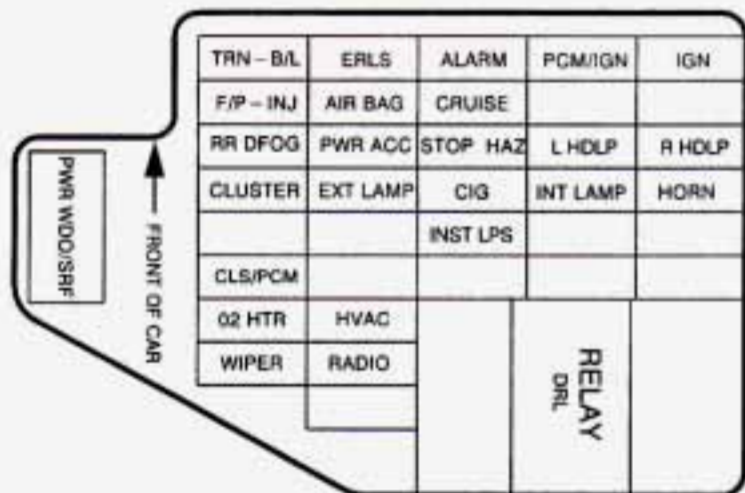 TRN – B/L ERLS ALARM PCM/IGN IGN
F/P – INJ AIR BAG CRUISE
RR DFOG PWR ACC STOP HAZ L HDLP R HDLP
CLUSTER EXT LAMP CIG INT LAMP HORN
INST LPS
CLS/PCM
02 HTR HVAC
WIPER RADIO
PWR WDO/SRF
FRONT OF CAR
RELAY
DRL